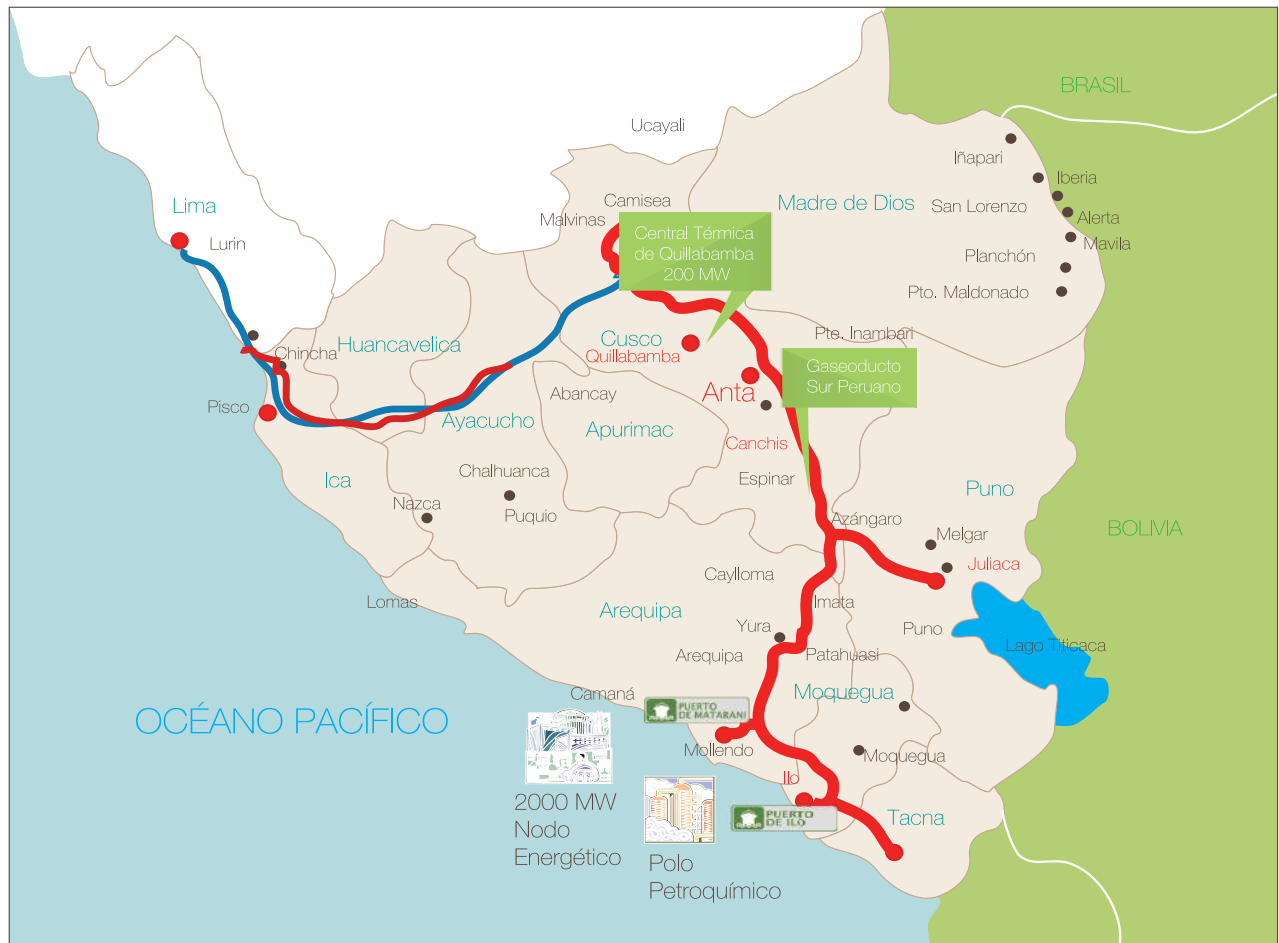 BRASIL
Ucayali
Iñapari
Iberia
Camisea
Lima
Madre de Dios
San Lorenzo
Malvinas
Alerta
Central Térmica
de Quillabamba
200 MW
Lurin
Mavila
Planchón
Pto. Maldonado
Pte. Inambari
Huancavelica
Cusco
Chincha
Quillabamba
Gaseoducto
Sur Peruano
Anta
Abancay
Pisco
Ayacucho
Apurimac
Canchis
Chalhuanca
Espinar
Ica
Puno
Nazca
Puquio
Azángaro
BOLIVIA
Melgar
Juliaca
Caylloma
Lomas
Imata
Arequipa
Yura
Puno
Lago Titicaca
Arequipa
Patahuasi
Camaná
Moquegua
PUERTO
DE MATARANI
OCÉANO PACÍFICO
Mollendo
Moquegua
Ilo
2000 MW
Nodo
Energético
PUERTO
DE ILO
Tacna
Polo
Petroquímico